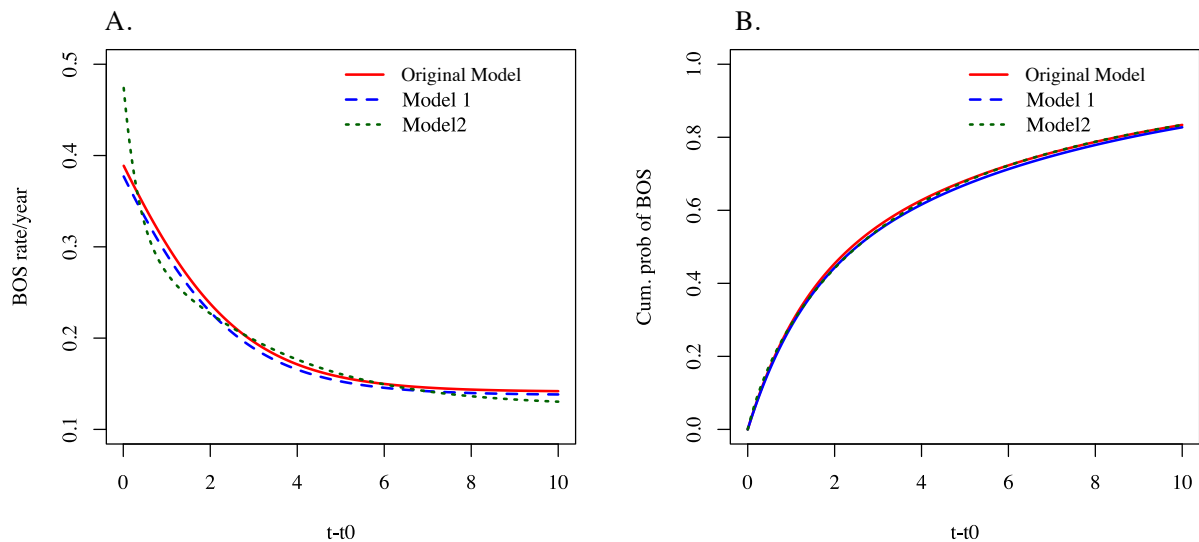 A.
BOS rate/year
0.5
0.4
0.3
0.2
0.1
Original Model
Model 1
Model2
0 2 4 6 8 10
t-t0
B.
Cum. prob of BOS
1.0
0.8
0.6
0.4
0.2
0.0
Original Model
Model 1
Model2
0 2 4 6 8 10
t-t0